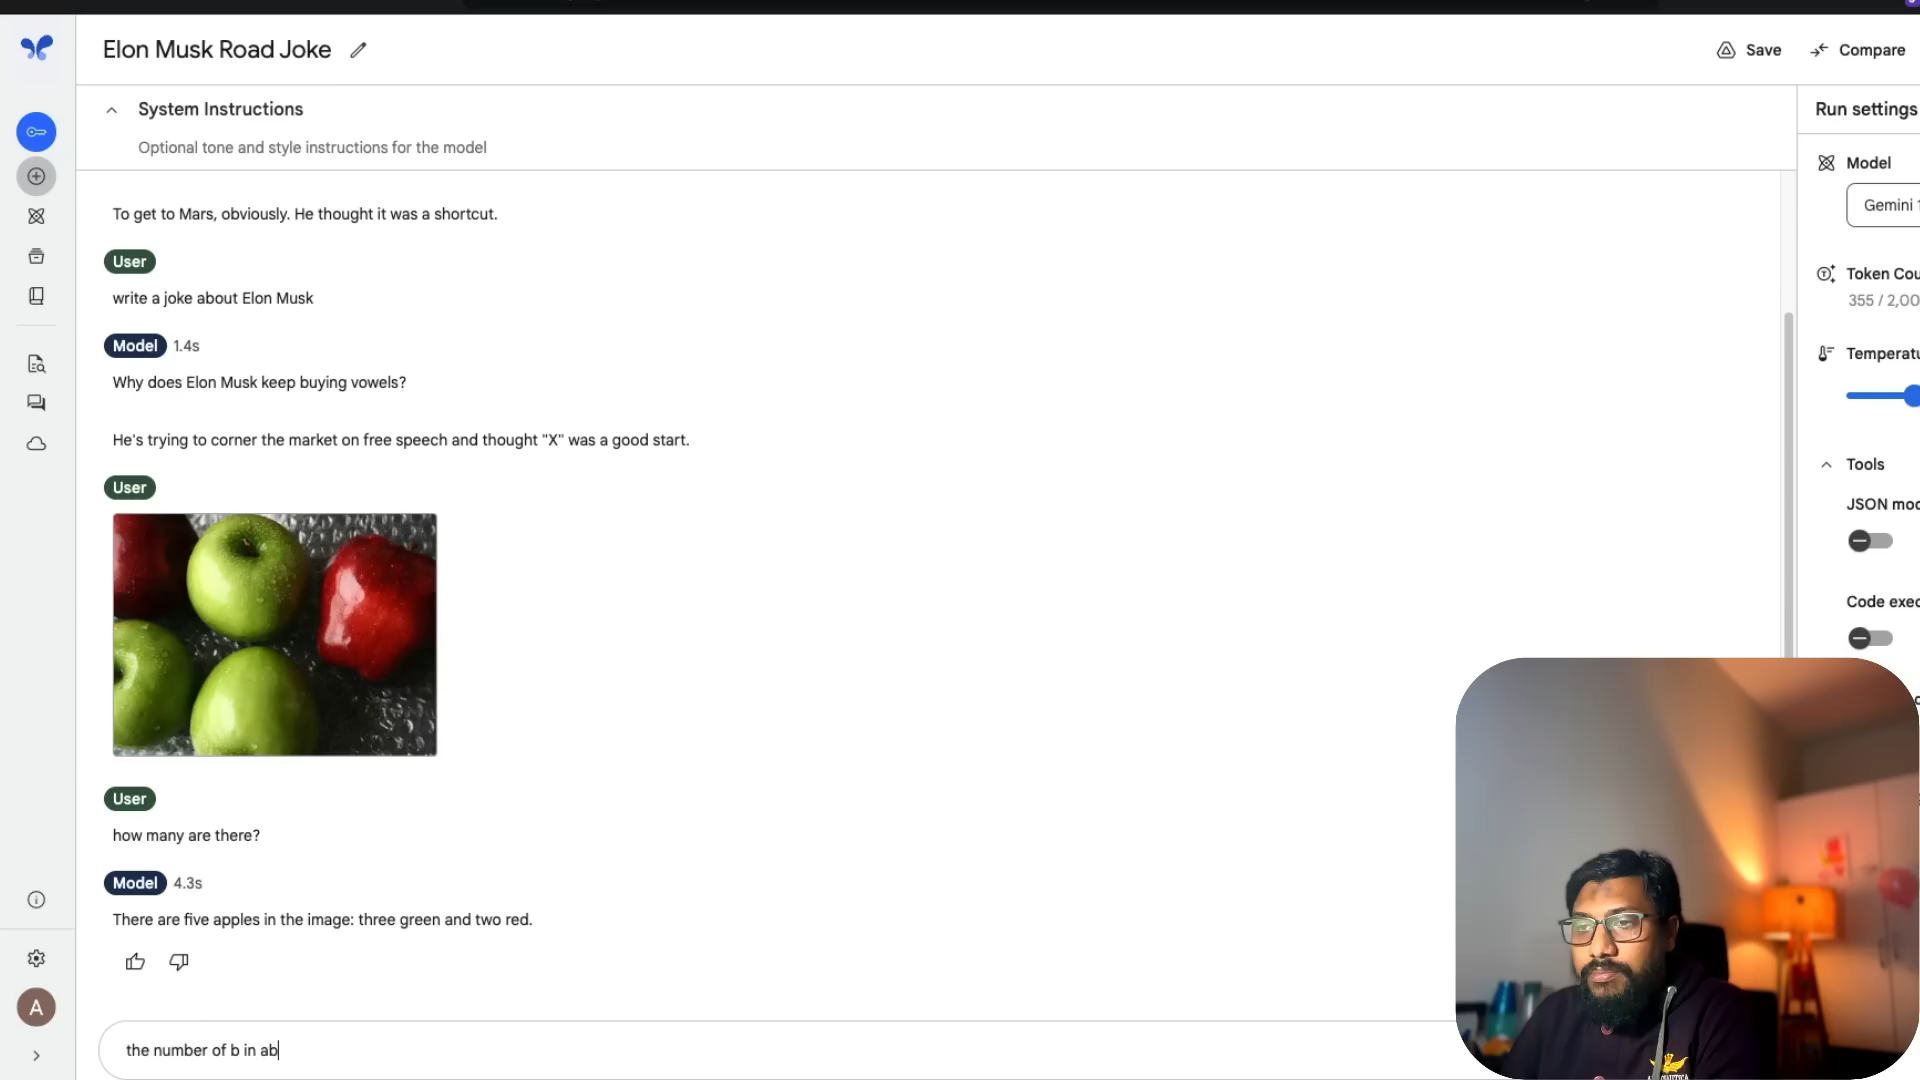 Elon Musk Road Joke
Save
Compare
System Instructions
Optional tone and style instructions for the model
To get to Mars, obviously. He thought it was a shortcut.
User
write a joke about Elon Musk
Model 1.4s
Why does Elon Musk keep buying vowels?
He's trying to corner the market on free speech and thought "X" was a good start.
User
User
how many are there?
Model 4.3s
There are five apples in the image: three green and two red.
A
the number of b in ab
Run settings
Model
Gemini 1
Token Cou
355 / 2,00
Temperatu
Tools
JSON mod
Code exec